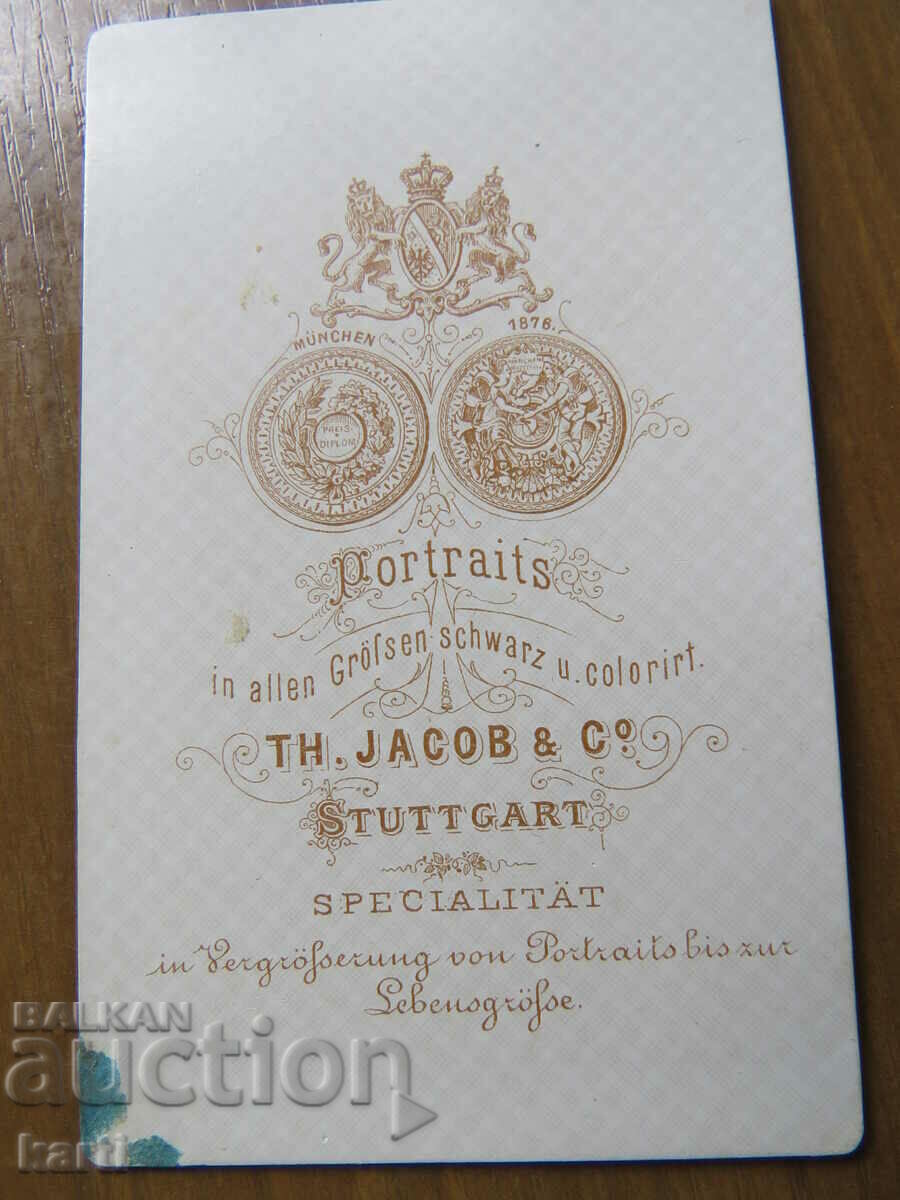 MÜNCHEN 1876.
PREIS
DIPLOM
Portraits
in allen Gröſsen schwarz u. colorirt.
TH. JACOB & Cº
STUTTGART
SPECIALITÄT
in Vergröſserung von Portraits bis zur
Lebensgröſse.
BALKAN
auction
karti